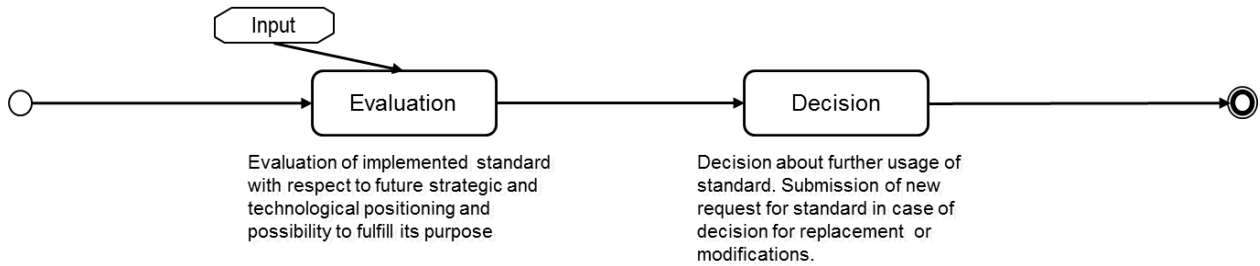 Input
Evaluation
Decision
Evaluation of implemented standard
with respect to future strategic and
technological positioning and
possibility to fulfill its purpose
Decision about further usage of
standard. Submission of new
request for standard in case of
decision for replacement or
modifications.